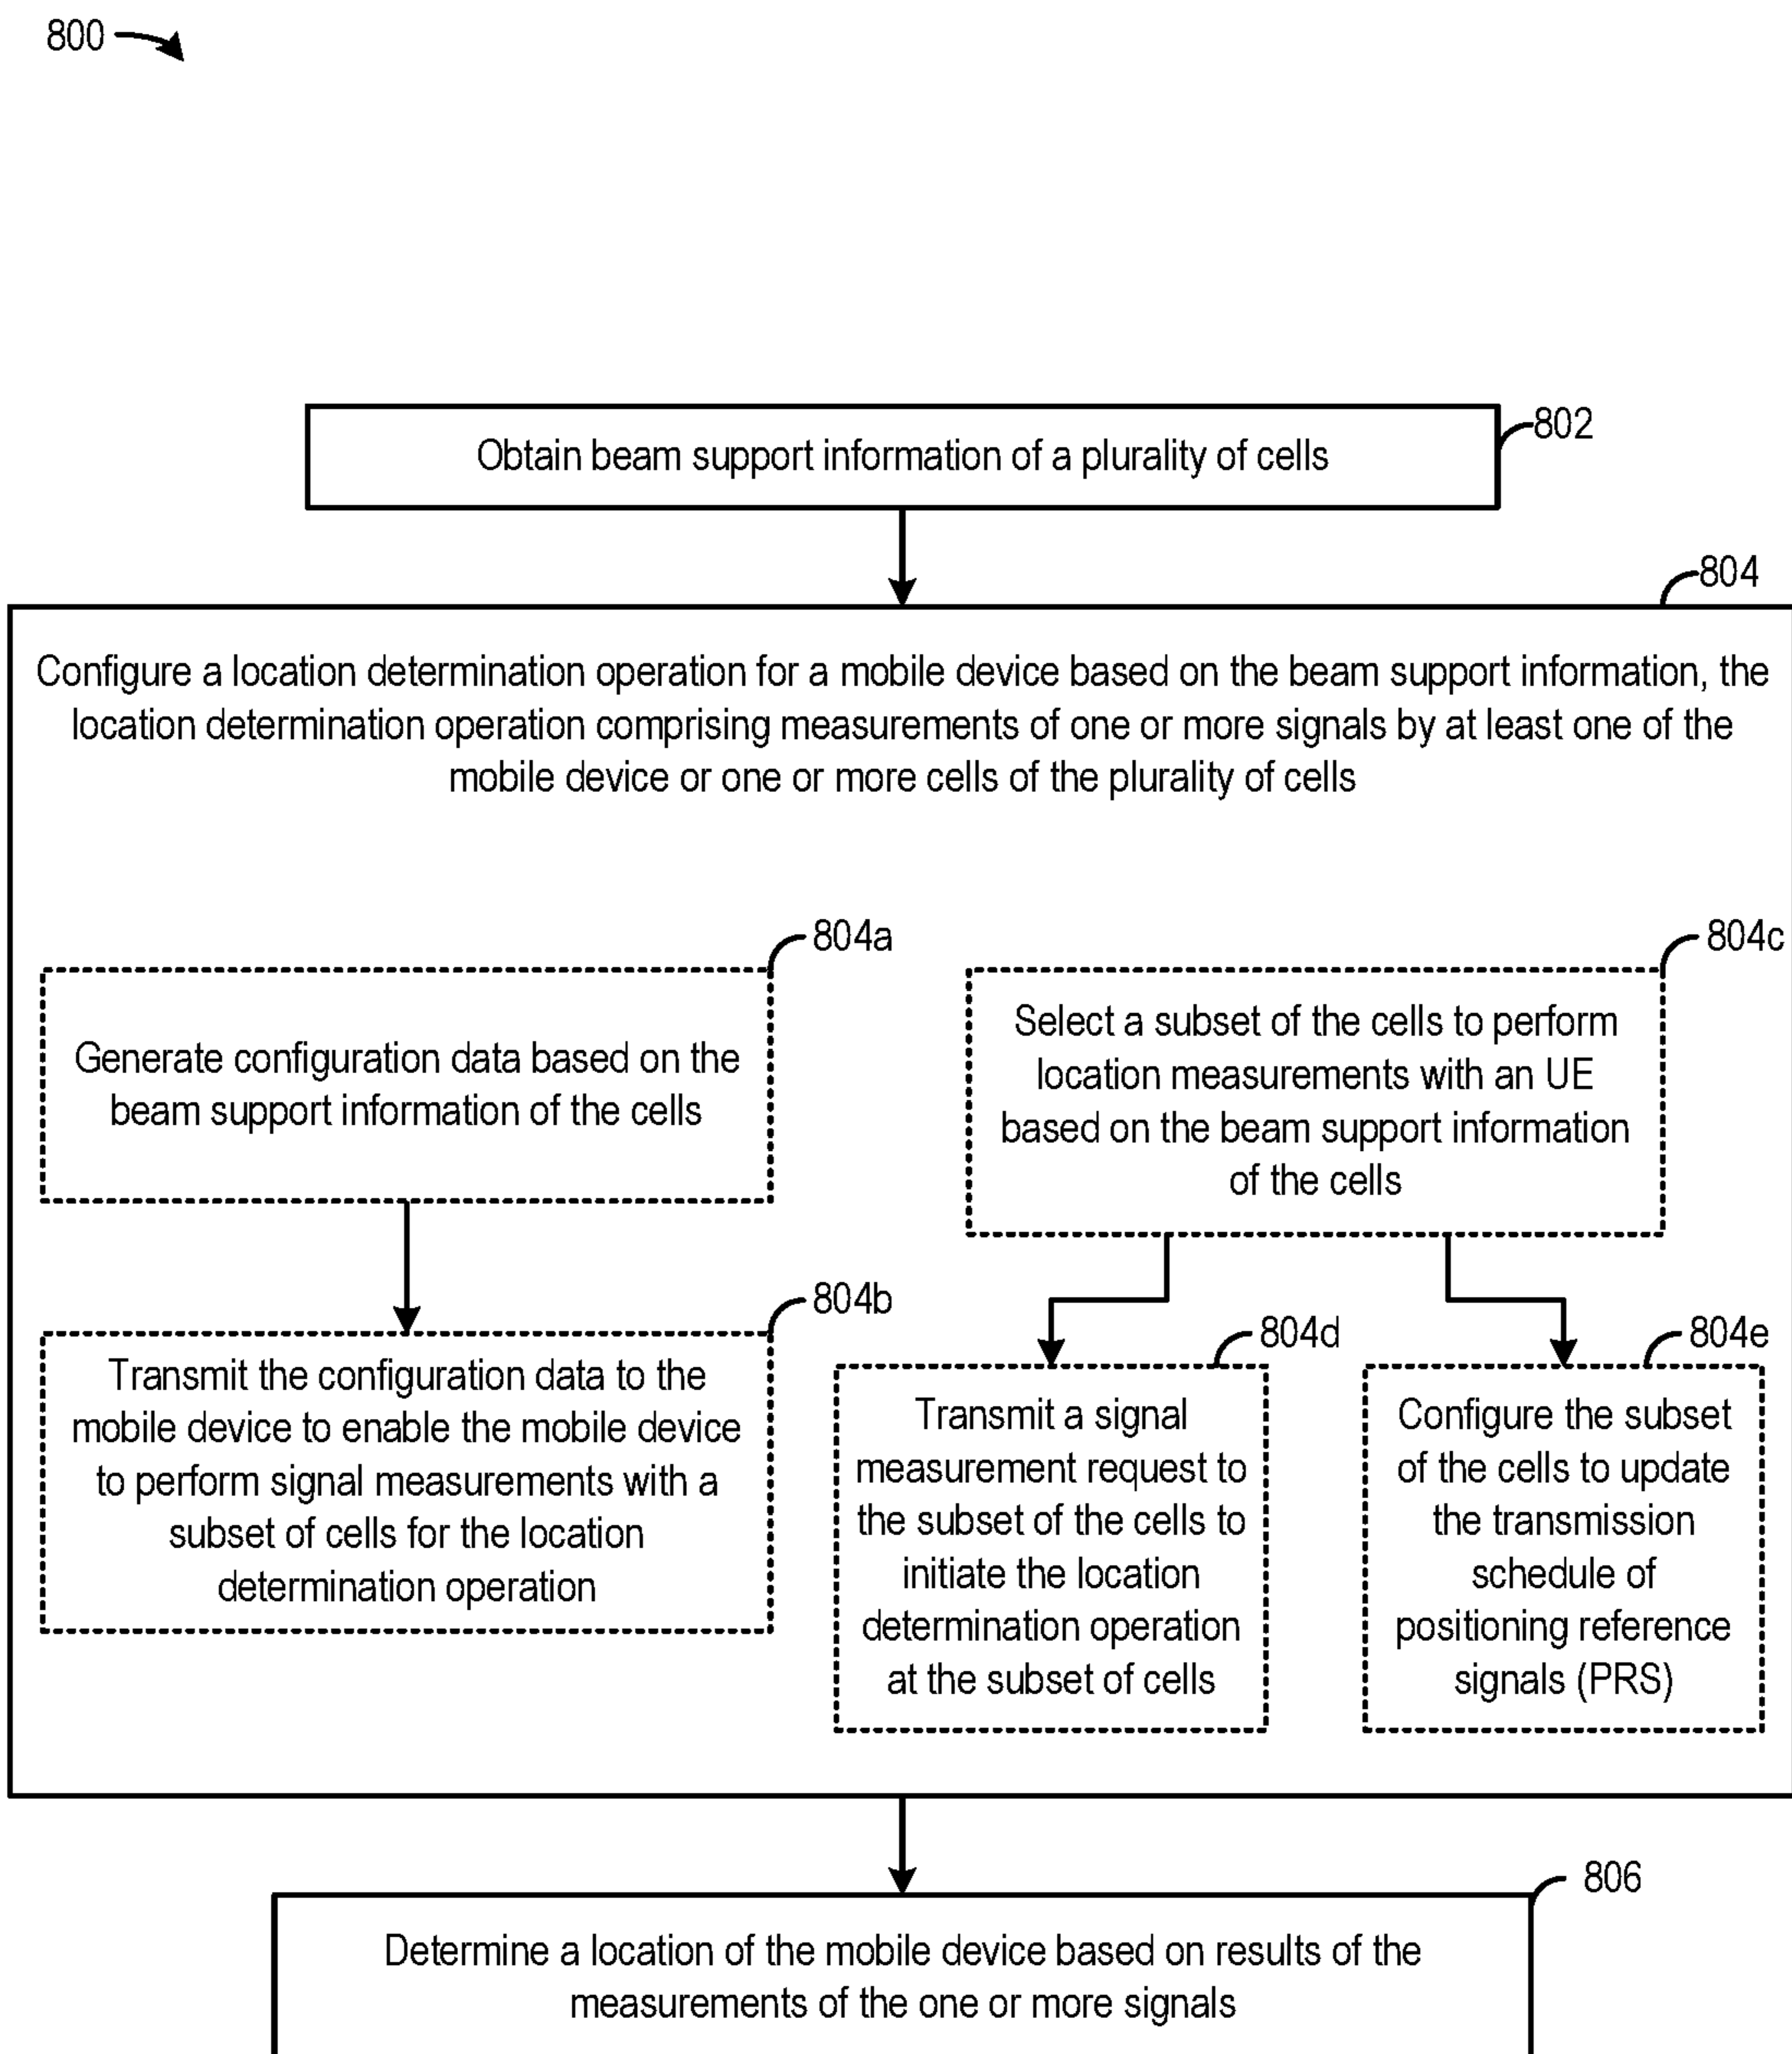 800
802
Obtain beam support information of a plurality of cells
804
Configure a location determination operation for a mobile device based on the beam support information, the
location determination operation comprising measurements of one or more signals by at least one of the
mobile device or one or more cells of the plurality of cells
804a
Generate configuration data based on the
beam support information of the cells
804b
Transmit the configuration data to the
mobile device to enable the mobile device
to perform signal measurements with a
subset of cells for the location
determination operation
804c
Select a subset of the cells to perform
location measurements with an UE
based on the beam support information
of the cells
804d
Transmit a signal
measurement request to
the subset of the cells to
initiate the location
determination operation
at the subset of cells
804e
Configure the subset
of the cells to update
the transmission
schedule of
positioning reference
signals (PRS)
806
Determine a location of the mobile device based on results of the
measurements of the one or more signals